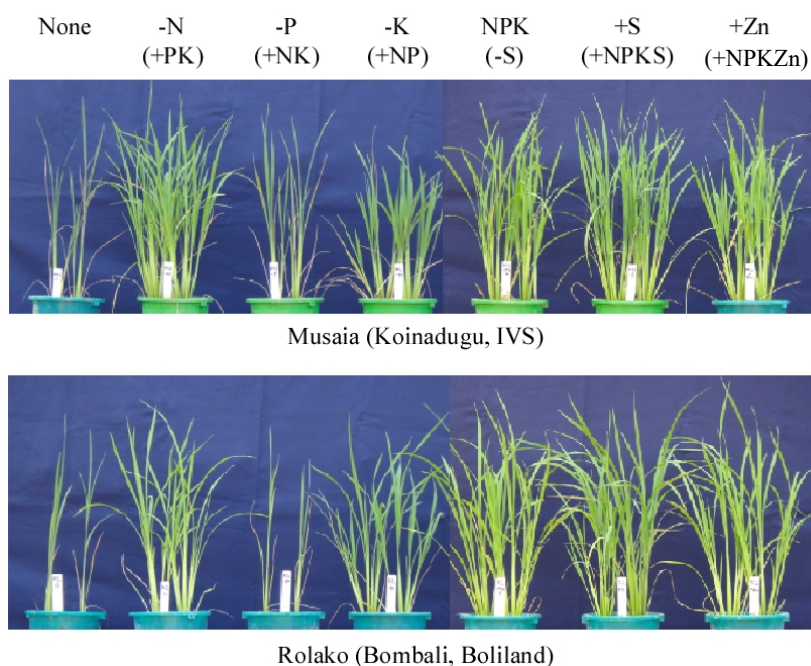 None -N -P -K NPK +S +Zn
(+PK) (+NK) (+NP) (-S) (+NPKS) (+NPKZn)
Musaia (Koinadugu, IVS)
Rolako (Bombali, Boliland)